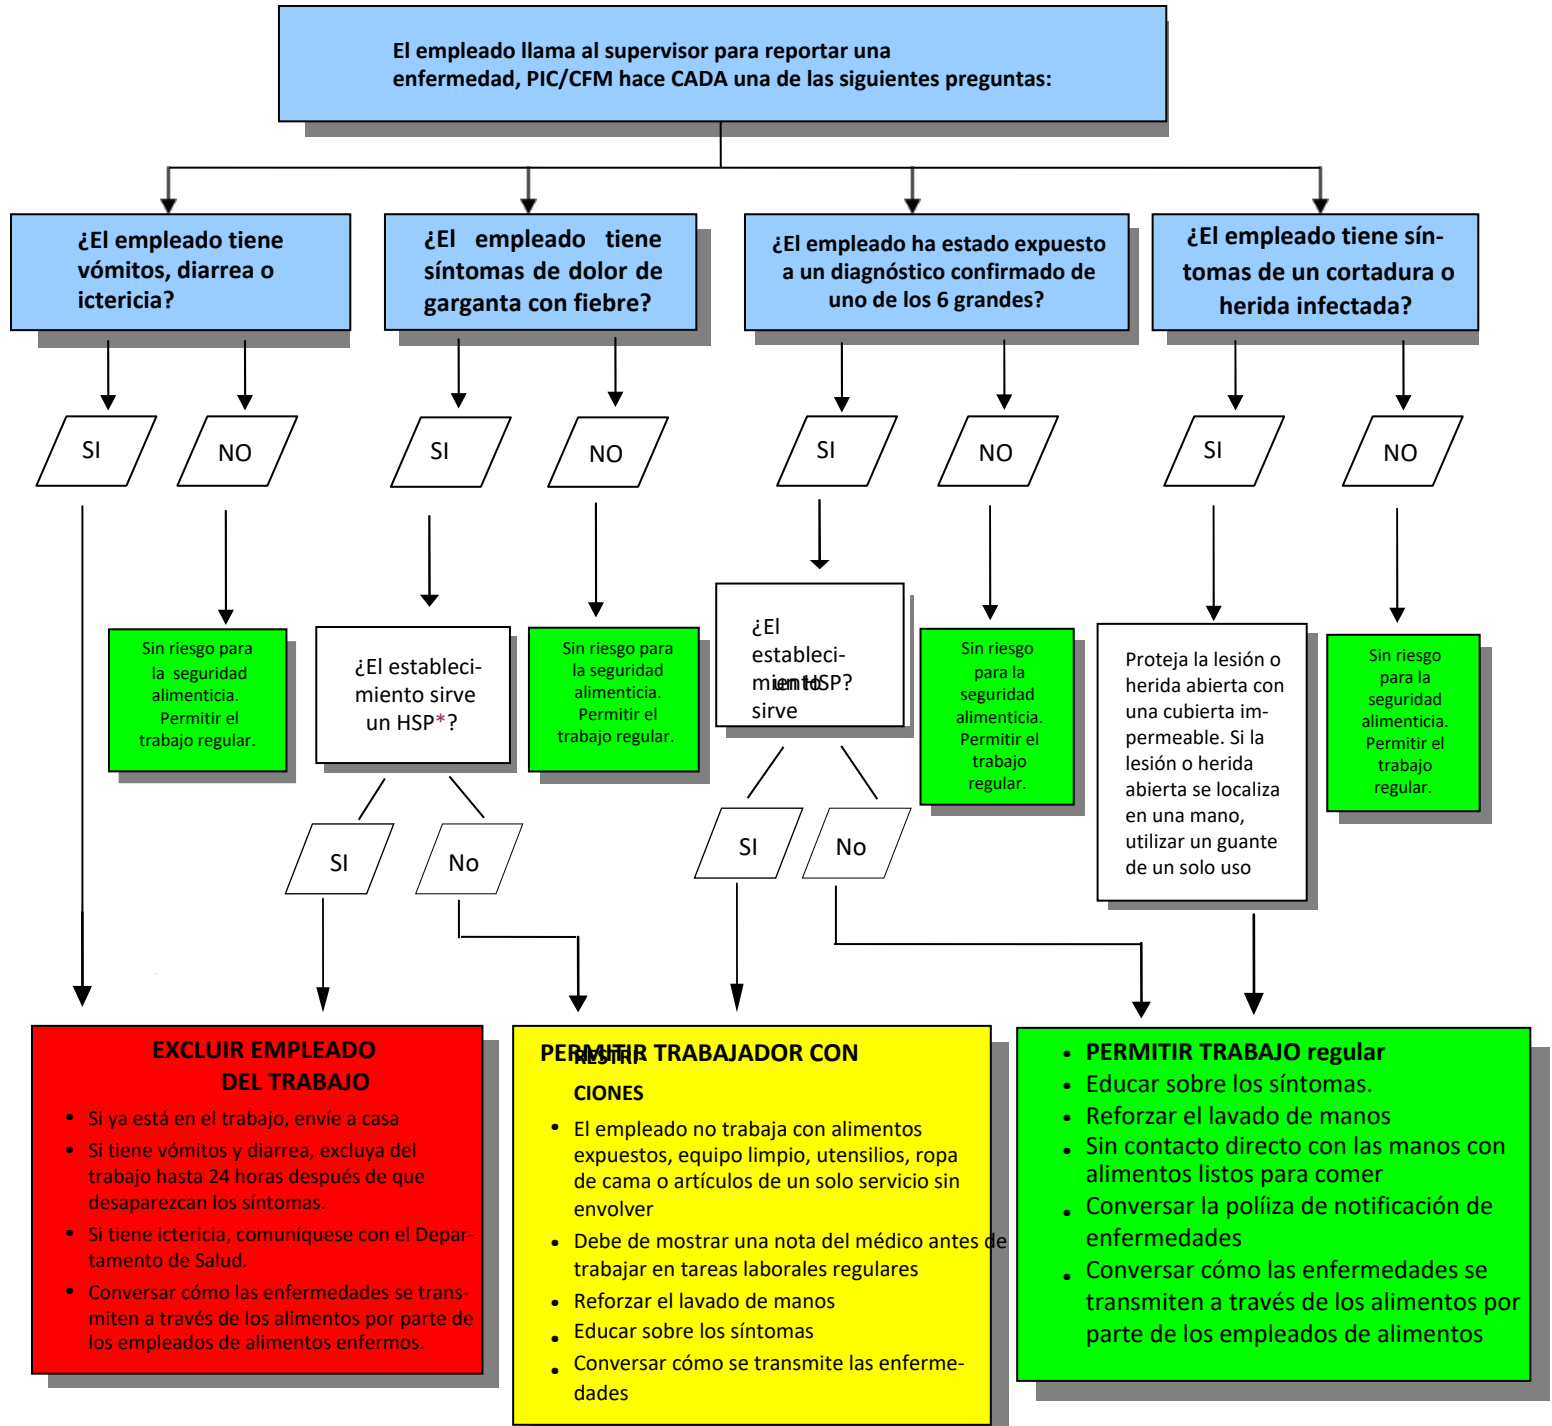 El empleado llama al supervisor para reportar una
enfermedad, PIC/CFM hace CADA una de las siguientes preguntas:
¿El empleado tiene
vómitos, diarrea o
ictericia?
¿El empleado tiene
síntomas de dolor de
garganta con fiebre?
¿El empleado ha estado expuesto
a un diagnóstico confirmado de
uno de los 6 grandes?
¿El empleado tiene sín-
tomas de un cortadura o
herida infectada?
SI
NO
SI
NO
SI
NO
SI
NO
Sin riesgo para
la seguridad
alimenticia.
Permitir el
trabajo regular.
¿El estableci-
miento sirve
un HSP*?
Sin riesgo para
la seguridad
alimenticia.
Permitir el
trabajo regular.
¿El
estableci-
miento
un HSP?
sirve
Sin riesgo
para la
seguridad
alimenticia.
Permitir el
trabajo
regular.
Proteja la lesión o
herida abierta con
una cubierta im-
permeable. Si la
lesión o herida
abierta se localiza
en una mano,
utilizar un guante
de un solo uso
Sin riesgo
para la
seguridad
alimenticia.
Permitir el
trabajo
regular.
SI
No
SI
No
EXCLUIR EMPLEADO
DEL TRABAJO
• Si ya está en el trabajo, envíe a casa
• Si tiene vómitos y diarrea, excluya del
trabajo hasta 24 horas después de que
desaparezcan los síntomas.
• Si tiene ictericia, comuníquese con el Depar-
tamento de Salud.
• Conversar cómo las enfermedades se trans-
miten a través de los alimentos por parte de
los empleados de alimentos enfermos.
PERMITIR TRABAJADOR CON
RESTRI-
CIONES
• El empleado no trabaja con alimentos
expuestos, equipo limpio, utensilios, ropa
de cama o artículos de un solo servicio sin
envolver
• Debe de mostrar una nota del médico antes de
trabajar en tareas laborales regulares
• Reforzar el lavado de manos
• Educar sobre los síntomas
• Conversar cómo se transmite las enferme-
dades
• PERMITIR TRABAJO regular
• Educar sobre los síntomas.
• Reforzar el lavado de manos
• Sin contacto directo con las manos con
alimentos listos para comer
• Conversar la políiza de notificación de
enfermedades
• Conversar cómo las enfermedades se
transmiten a través de los alimentos por
parte de los empleados de alimentos